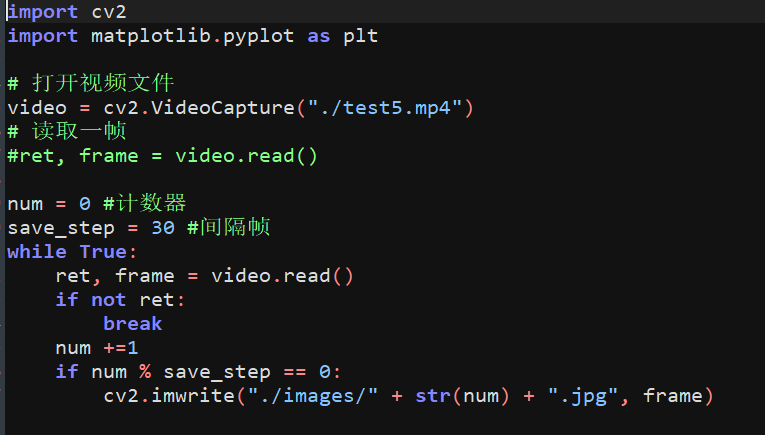 import cv2
import matplotlib.pyplot as plt
# 打开视频文件
video = cv2.VideoCapture("./test5.mp4")
# 读取一帧
#ret, frame = video.read()
num = 0 #计数器
save_step = 30 #间隔帧
while True:
    ret, frame = video.read()
    if not ret:
        break
    num +=1
    if num % save_step == 0:
        cv2.imwrite("./images/" + str(num) + ".jpg", frame)